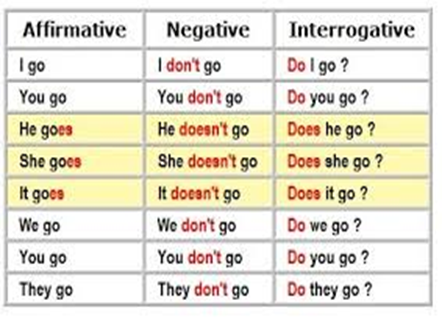 Affirmative Negative Interrogative
I go I don't go Do I go ?
You go You don't go Do you go ?
He goes He doesn't go Does he go ?
She goes She doesn't go Does she go ?
It goes It doesn't go Does it go ?
We go We don't go Do we go ?
You go You don't go Do you go ?
They go They don't go Do they go ?